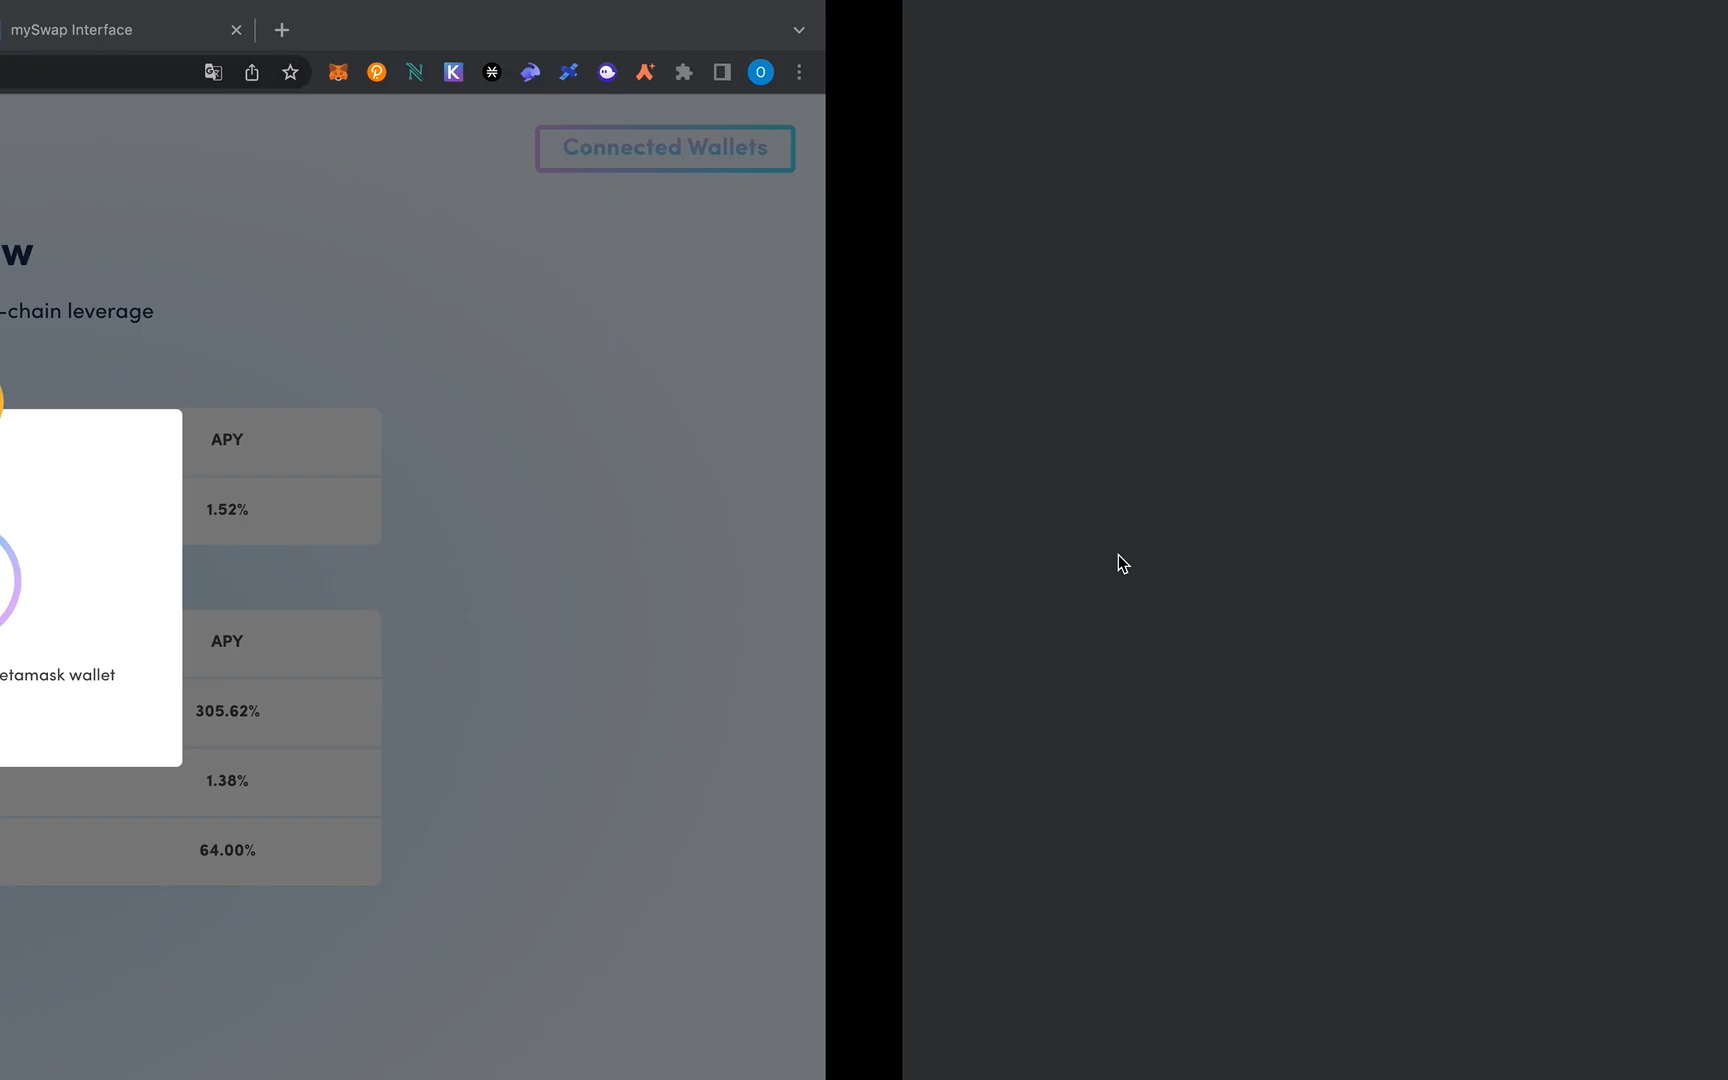 mySwap Interface
O
Connected Wallets
w
-chain leverage
APY
1.52%
APY
etamask wallet
305.62%
1.38%
64.00%